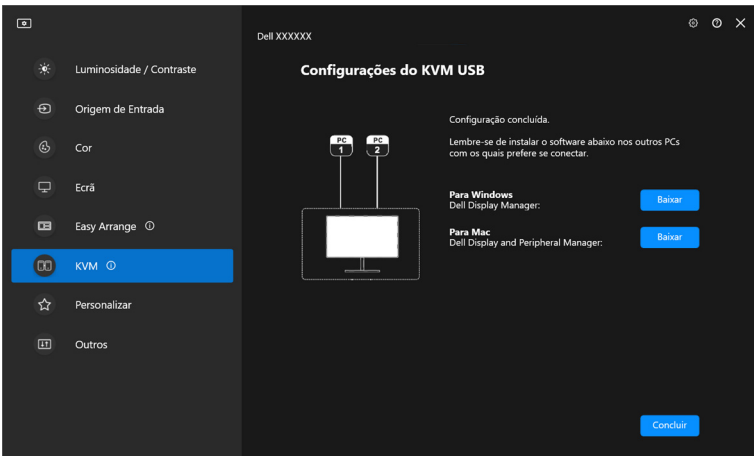 Dell XXXXXX
Luminosidade / Contraste
Origem de Entrada
Cor
Ecrã
Easy Arrange
KVM
Personalizar
Outros
Configurações do KVM USB
PC 1
PC 2
Configuração concluída.
Lembre-se de instalar o software abaixo nos outros PCs
com os quais prefere se conectar.
Para Windows
Dell Display Manager:
Baixar
Para Mac
Dell Display and Peripheral Manager:
Baixar
Concluir